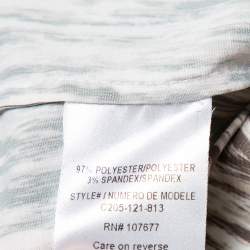 97% POLYESTER/POLYESTER
3% SPANDEX/SPANDEX
STYLE# / NUMERO DE MODELE
C205-121-813
RN# 107677
Care on reverse